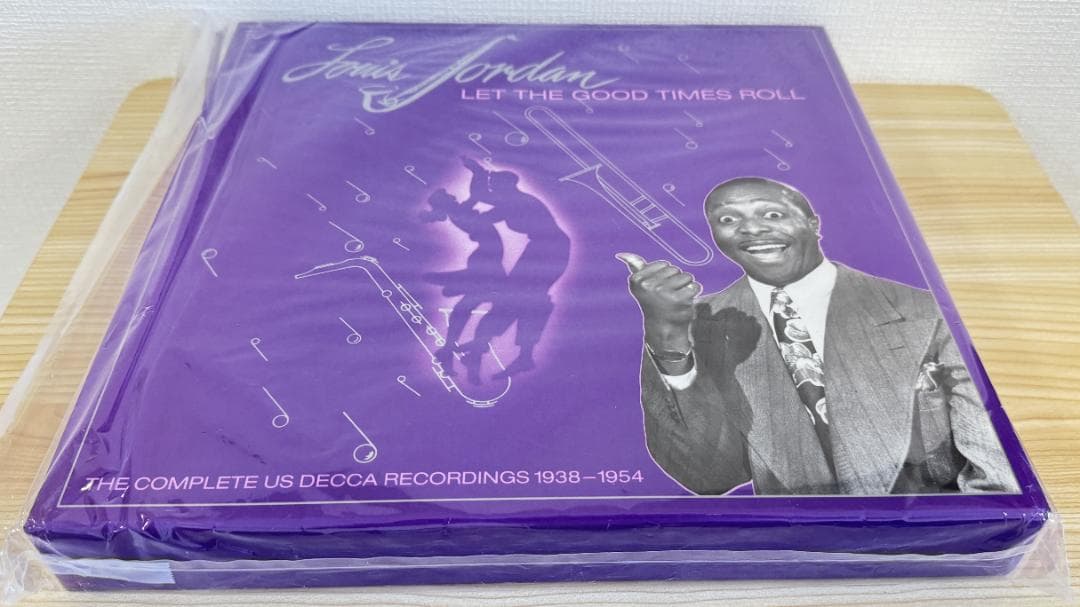 Louis Jordan
LET THE GOOD TIMES ROLL
THE COMPLETE US DECCA RECORDINGS 1938–1954